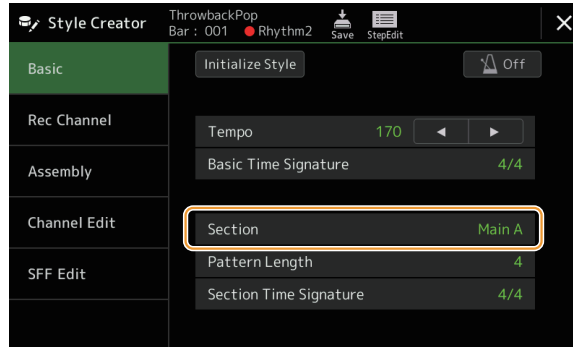 Style Creator
ThrowbackPop
Bar : 001 Rhythm2
Save
StepEdit
Basic
Rec Channel
Assembly
Channel Edit
SFF Edit
Initialize Style
Off
Tempo 170
Basic Time Signature 4/4
Section Main A
Pattern Length 4
Section Time Signature 4/4